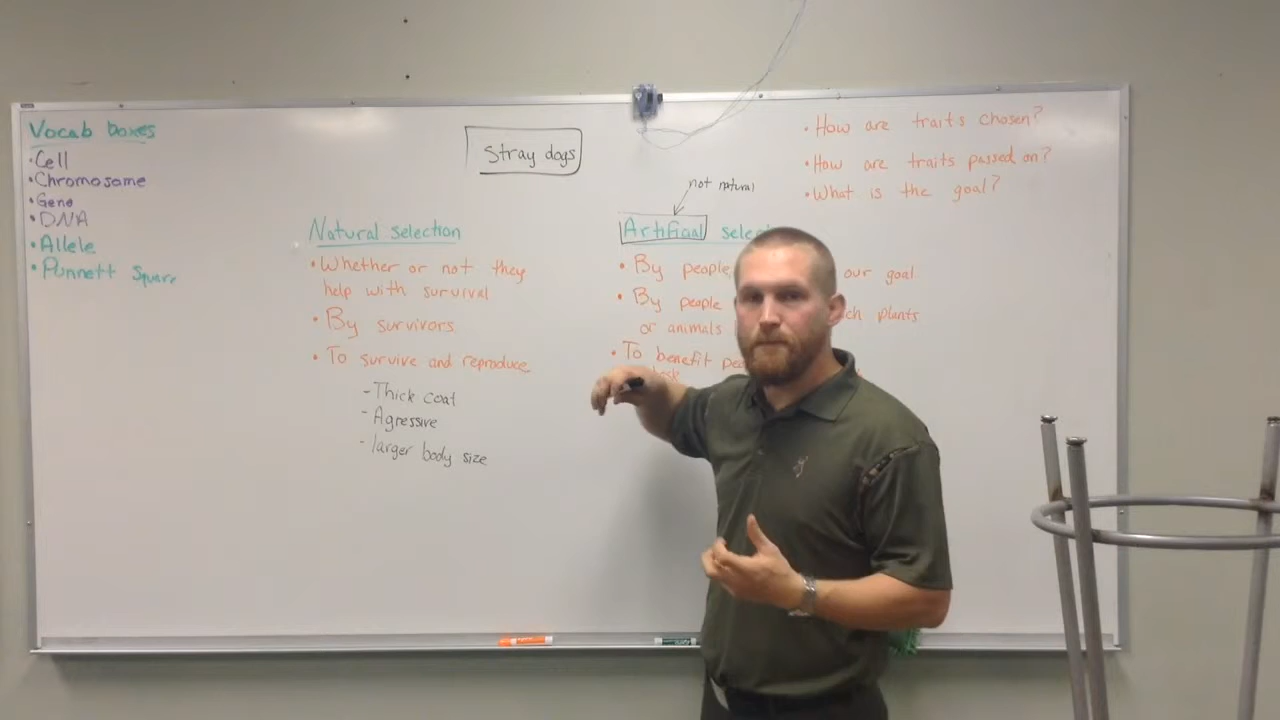 Vocab boxes
• Cell
• Chromosome
• Gene
• DNA
• Allele
• Punnett Square
Stray dogs
• How are traits chosen?
• How are traits passed on?
• What is the goal?
Natural selection
• Whether or not they
help with survival
• By survivors
• To survive and reproduce
- Thick coat
- Agressive
- larger body size
not natural
Artifical selec
• By people our goal
• By people ch plants
or animals
• To benefit peo